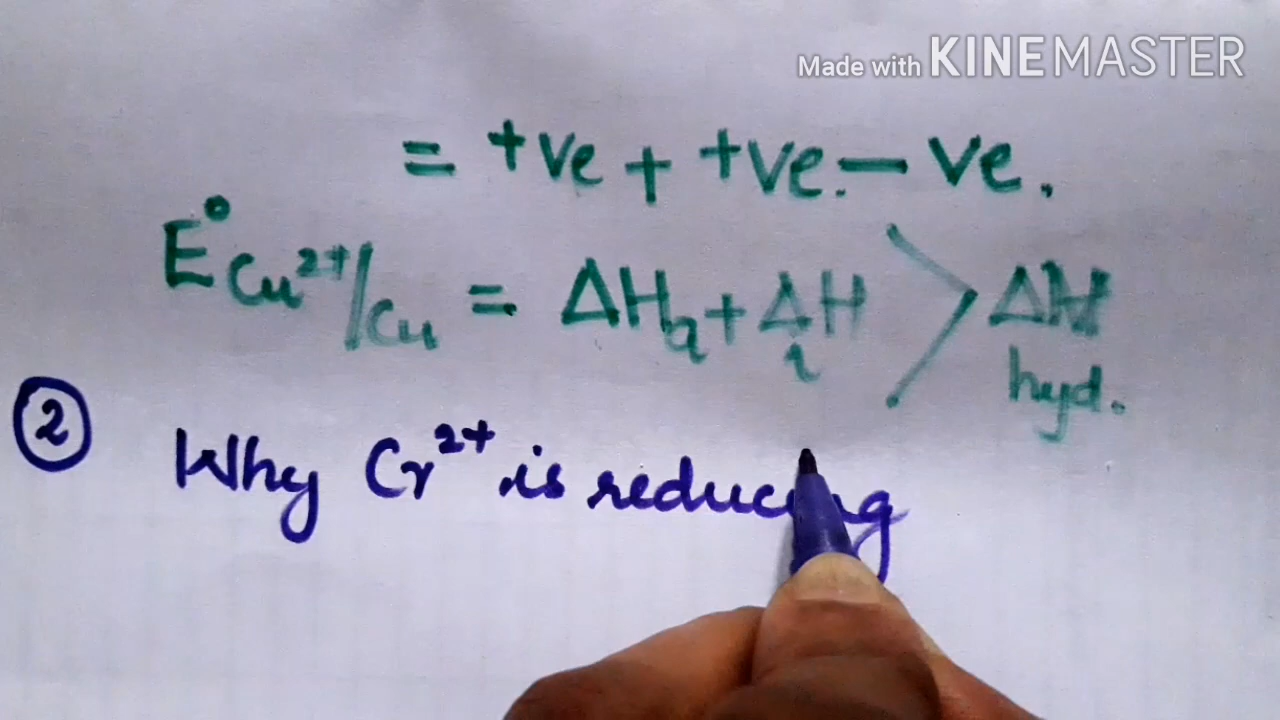 Made with KINEMASTER
= +ve + +ve. - ve.
E° Cu²⁺/Cu = ΔHa + ΔiH > ΔH hyd.
② Why Cr²⁺ is reducing